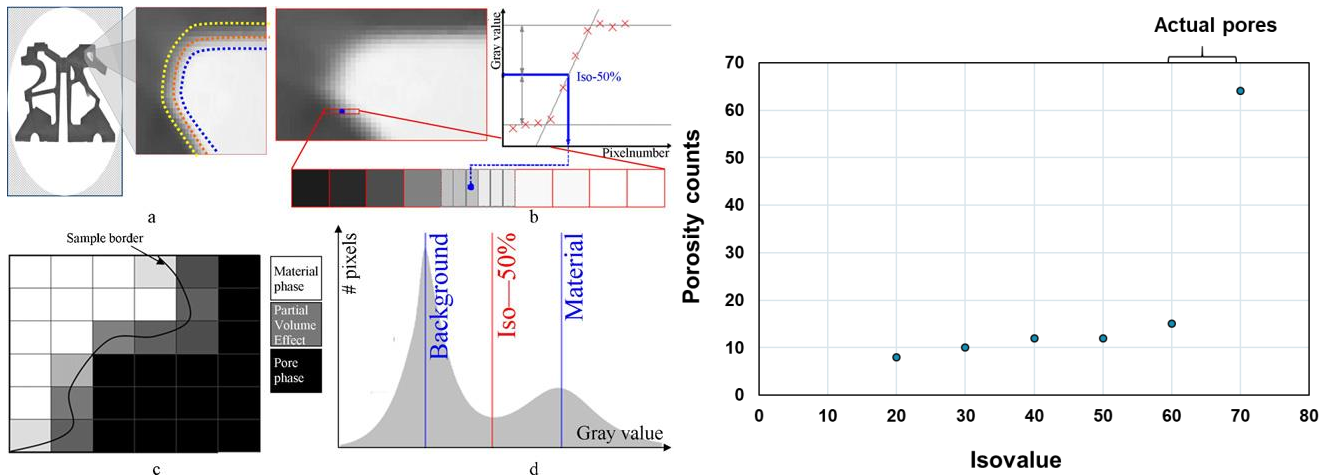 Gray value
Iso-50%
Pixelnumber
a
b
Sample border
Material
phase
Partial
Volume
Effect
Pore
phase
c
# pixels
Background
Iso—50%
Material
Gray value
d
Actual pores
Porosity counts
70
60
50
40
30
20
10
0
0 10 20 30 40 50 60 70 80
Isovalue